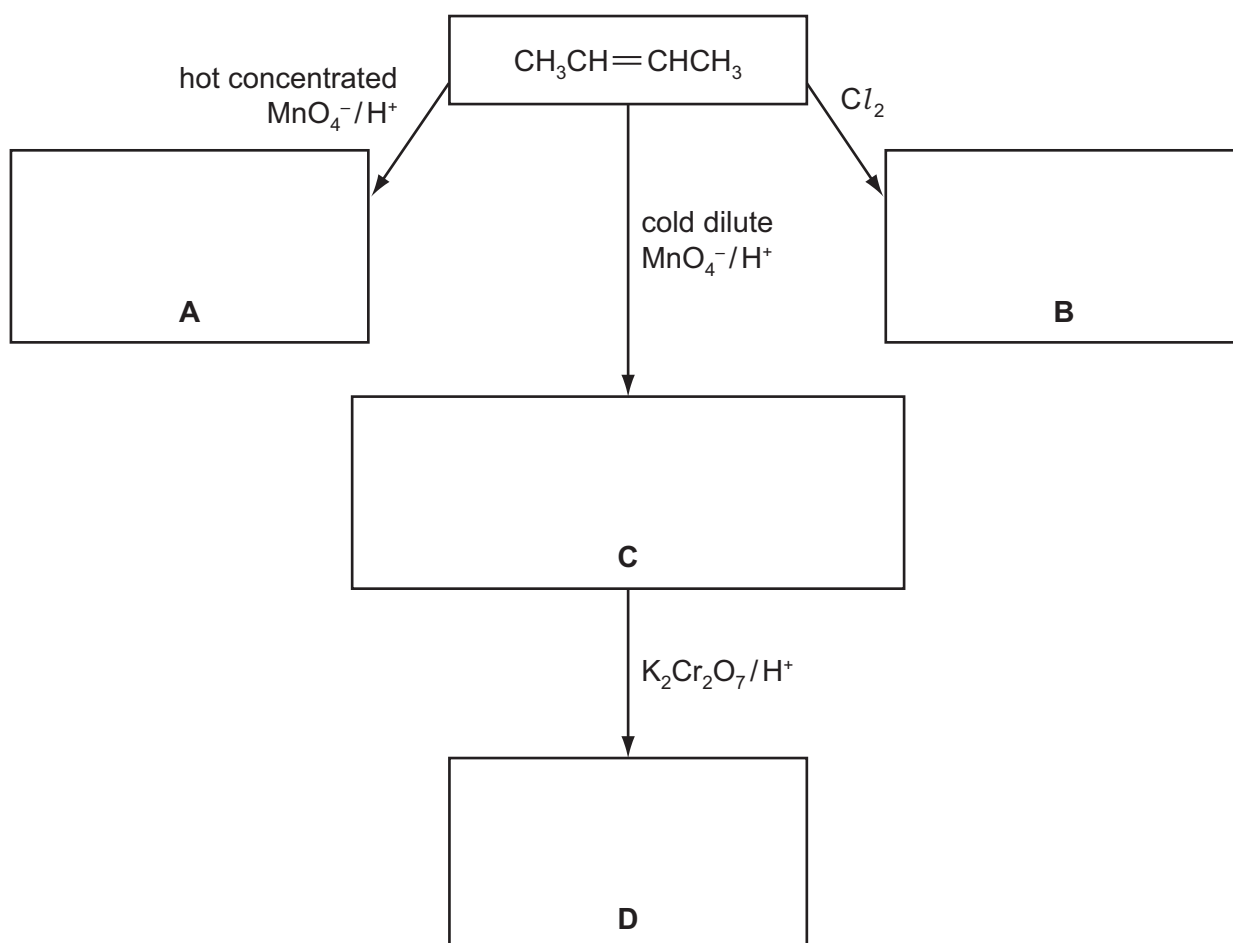 CH₃CH=CHCH₃
hot concentrated
MnO₄⁻/H⁺
Cl₂
A
cold dilute
MnO₄⁻/H⁺
B
C
K₂Cr₂O₇/H⁺
D